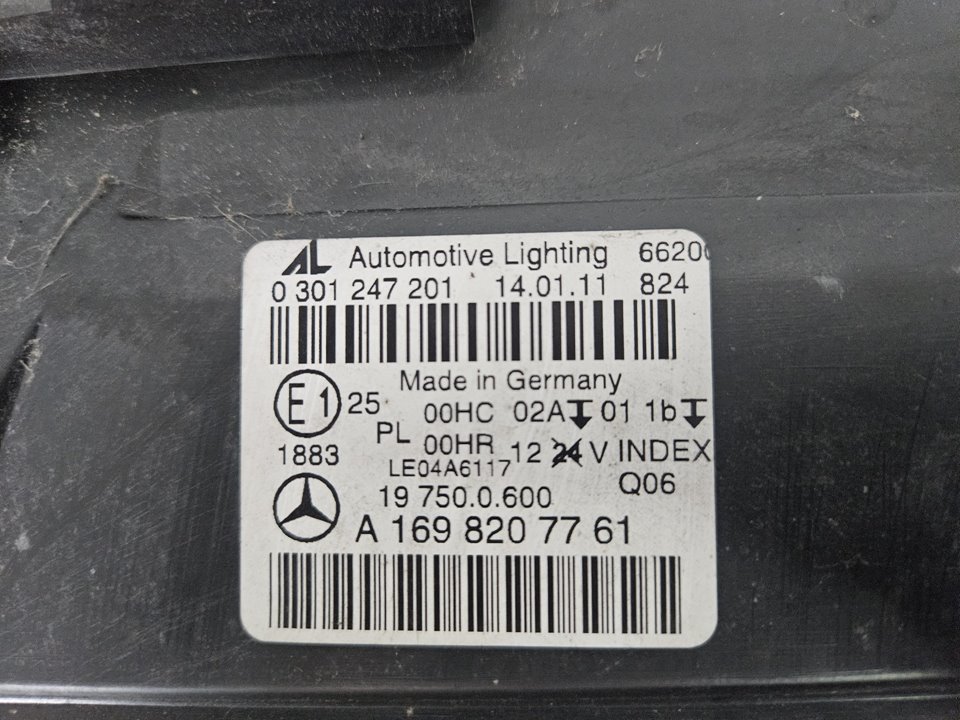 AL Automotive Lighting 6620
0 301 247 201 14.01.11 824
Made in Germany
E1 25 00HC 02A 01 1b
PL 00HR 12 24 V INDEX
1883 LE04A6117 Q06
19 750.0.600
A 169 820 77 61